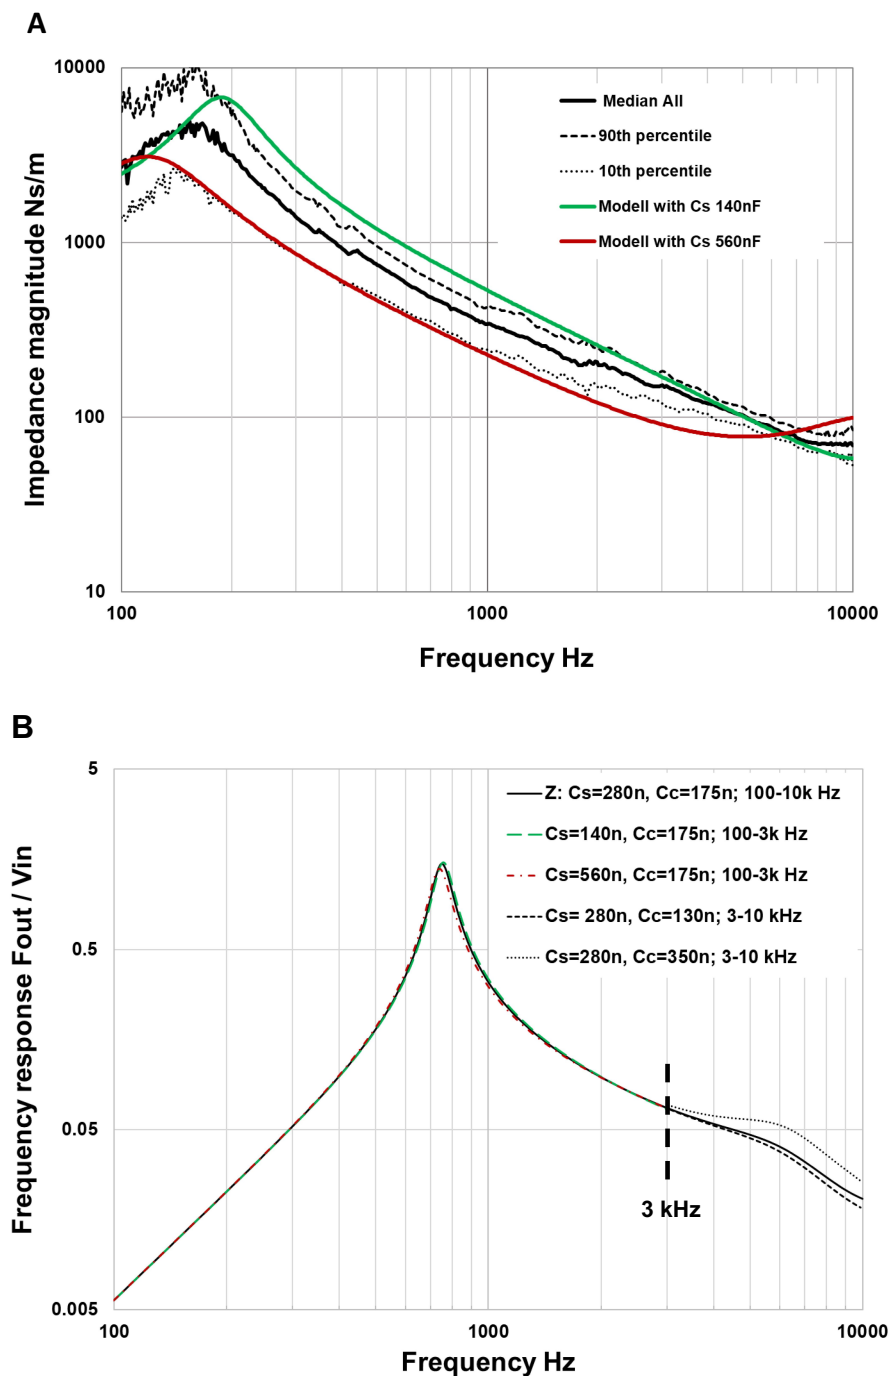 A
10000
1000
100
10
Impedance magnitude Ns/m
Median All
90th percentile
10th percentile
Modell with Cs 140nF
Modell with Cs 560nF
100
1000
10000
Frequency Hz
B
5
0.5
0.05
0.005
Frequency response Fout / Vin
Z: Cs=280n, Cc=175n; 100-10k Hz
Cs=140n, Cc=175n; 100-3k Hz
Cs=560n, Cc=175n; 100-3k Hz
Cs= 280n, Cc=130n; 3-10 kHz
Cs=280n, Cc=350n; 3-10 kHz
3 kHz
100
1000
10000
Frequency Hz